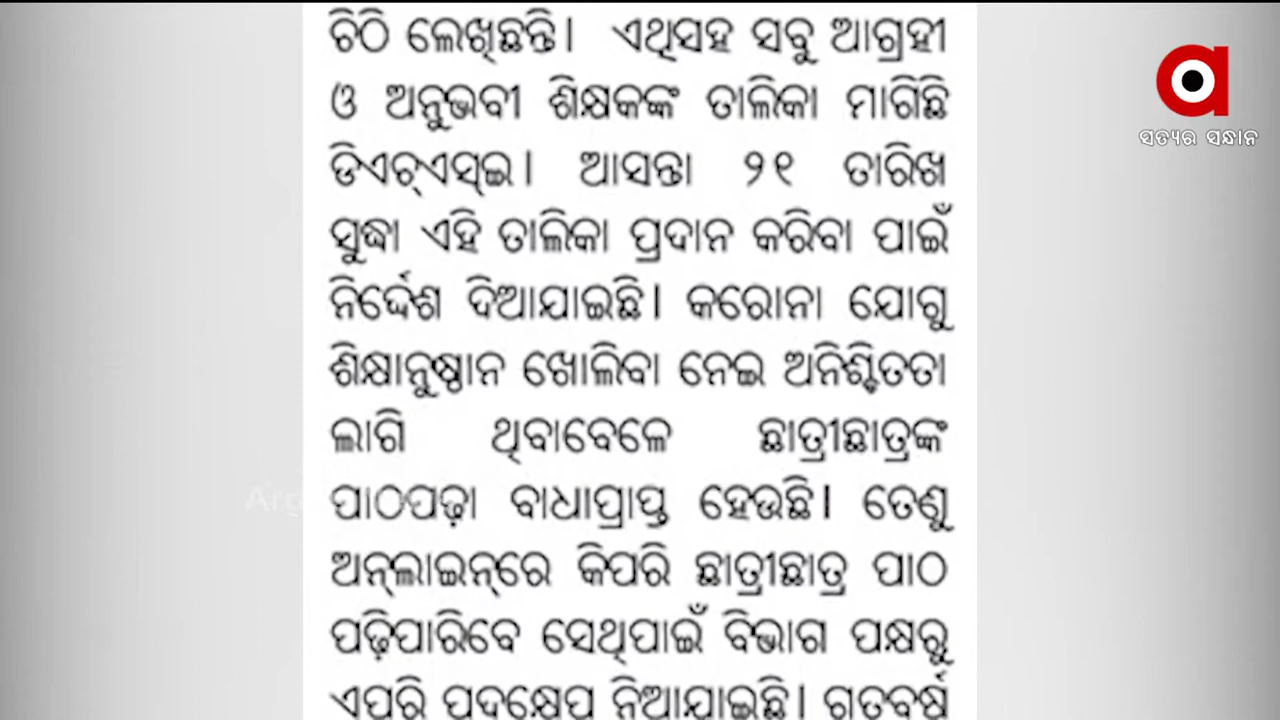 ଚିଠି ଲେଖିଛନ୍ତି। ଏଥିସହ ସବୁ ଆଗ୍ରହୀ
ଓ ଅନୁଭବୀ ଶିକ୍ଷକଙ୍କ ତାଲିକା ମାଗିଛି
ଡିଏଚ୍‌ଏସ୍‌ଇ। ଆସନ୍ତା ୨୧ ତାରିଖ
ସୁଦ୍ଧା ଏହି ତାଲିକା ପ୍ରଦାନ କରିବା ପାଇଁ
ନିର୍ଦ୍ଦେଶ ଦିଆଯାଇଛି। କରୋନା ଯୋଗୁ
ଶିକ୍ଷାନୁଷ୍ଠାନ ଖୋଲିବା ନେଇ ଅନିଶ୍ଚିତତା
ଲାଗି ଥିବାବେଳେ ଛାତ୍ରୀଛାତ୍ରଙ୍କ
ପାଠପଢ଼ା ବାଧାପ୍ରାପ୍ତ ହେଉଛି। ତେଣୁ
ଅନ୍‌ଲାଇନ୍‌ରେ କିପରି ଛାତ୍ରୀଛାତ୍ର ପାଠ
ପଢ଼ିପାରିବେ ସେଥିପାଇଁ ବିଭାଗ ପକ୍ଷରୁ
ଏପରି ପଦକ୍ଷେପ ନିଆଯାଇଛି। ଗତବର୍ଷ
ସତ୍ୟର ସନ୍ଧାନ